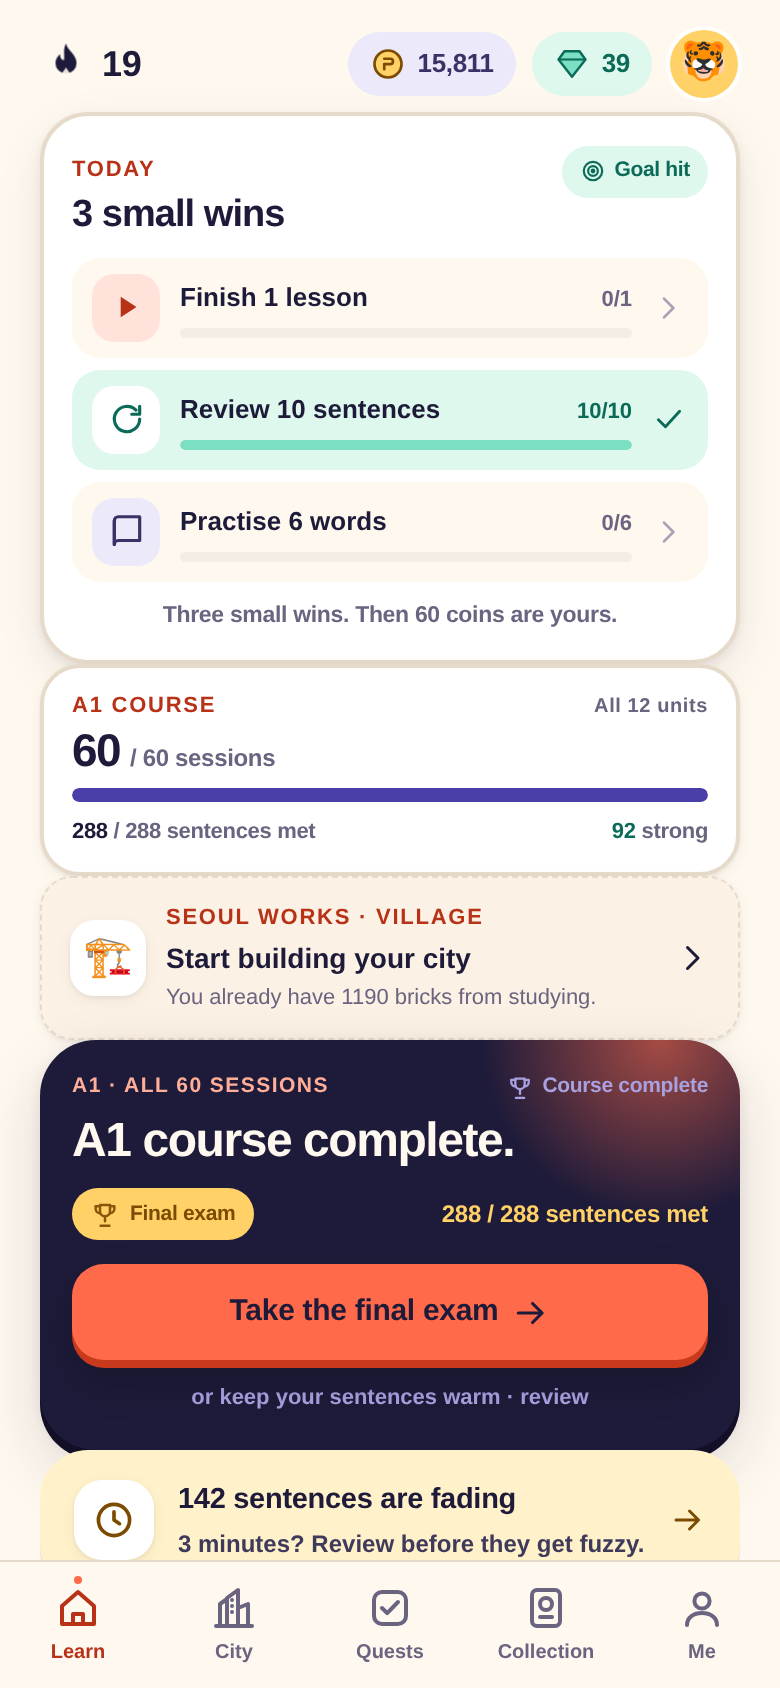 19
15,811
39
TODAY
Goal hit
3 small wins
Finish 1 lesson
0/1
Review 10 sentences
10/10
Practise 6 words
0/6
Three small wins. Then 60 coins are yours.
A1 COURSE
All 12 units
60 / 60 sessions
288 / 288 sentences met
92 strong
SEOUL WORKS · VILLAGE
Start building your city
You already have 1190 bricks from studying.
A1 · ALL 60 SESSIONS
Course complete
A1 course complete.
Final exam
288 / 288 sentences met
Take the final exam
or keep your sentences warm · review
142 sentences are fading
3 minutes? Review before they get fuzzy.
Learn
City
Quests
Collection
Me